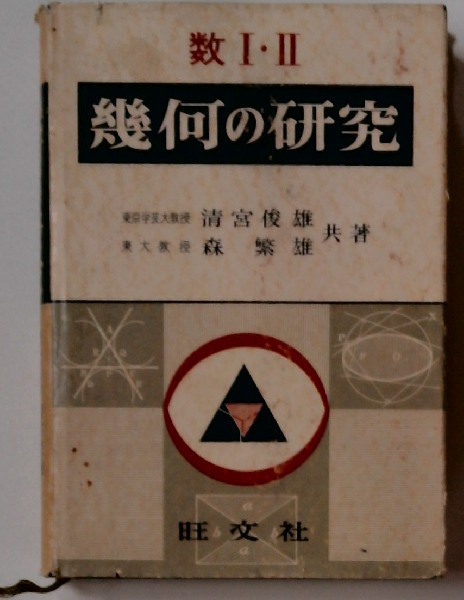 数 I・II
幾何の研究
東京学芸大教授 清宮俊雄
東大教授 森 繁雄
共著
旺文社